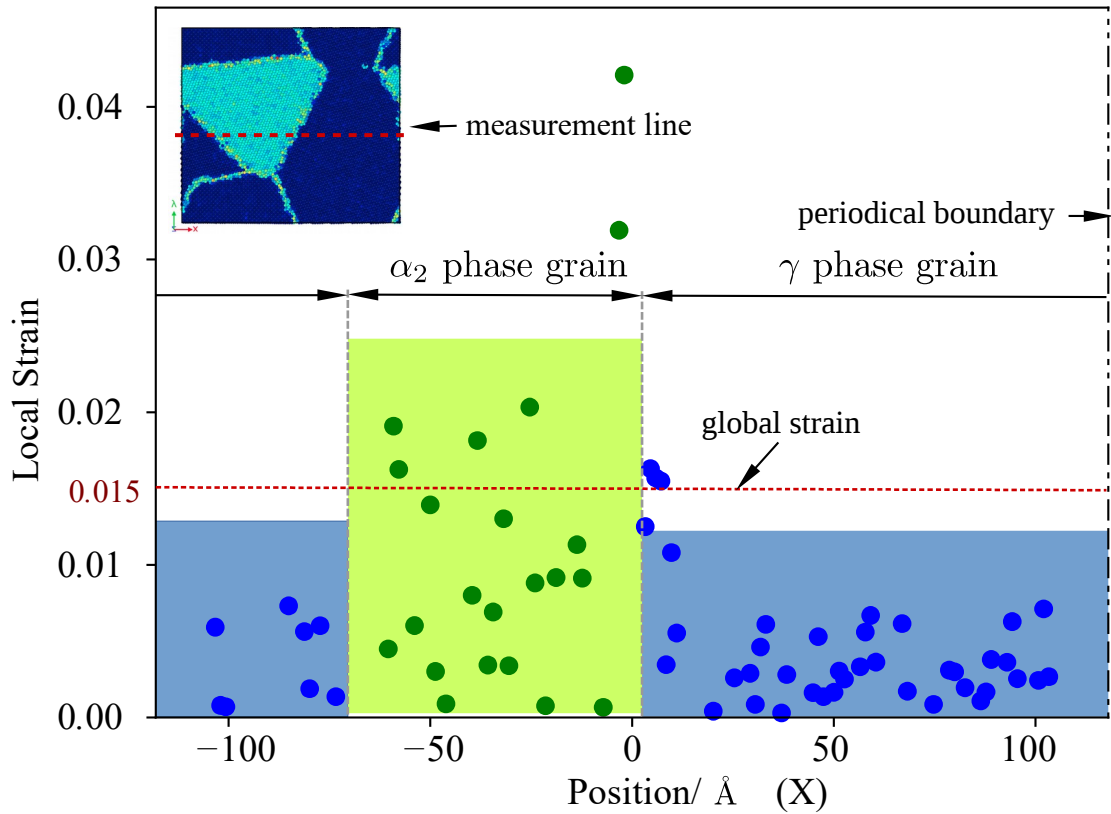 measurement line
periodical boundary
α₂ phase grain
γ phase grain
global strain
Local Strain
0.04
0.03
0.02
0.015
0.01
0.00
−100
−50
0
50
100
Position/ Å (X)
x